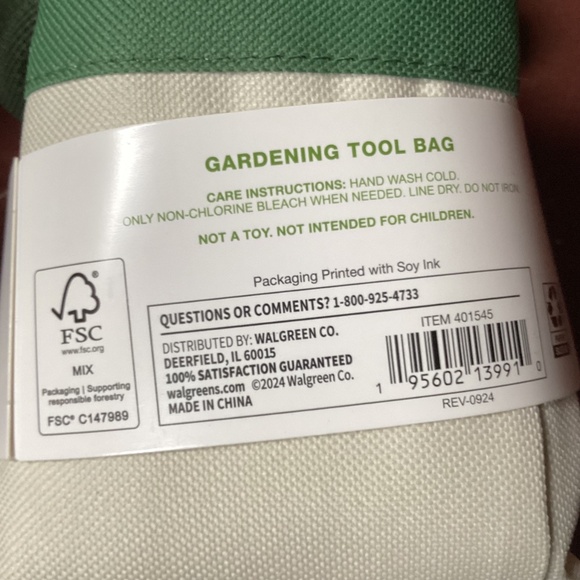 GARDENING TOOL BAG
CARE INSTRUCTIONS: HAND WASH COLD.
ONLY NON-CHLORINE BLEACH WHEN NEEDED. LINE DRY. DO NOT IRON
NOT A TOY. NOT INTENDED FOR CHILDREN.
Packaging Printed with Soy Ink
®
FSC
www.fsc.org
MIX
Packaging | Supporting
responsible forestry
FSC® C147989
QUESTIONS OR COMMENTS? 1-800-925-4733
DISTRIBUTED BY: WALGREEN CO.
DEERFIELD, IL 60015
100% SATISFACTION GUARANTEED
walgreens.com ©2024 Walgreen Co.
MADE IN CHINA
ITEM 401545
1 95602 13991 0
REV-0924